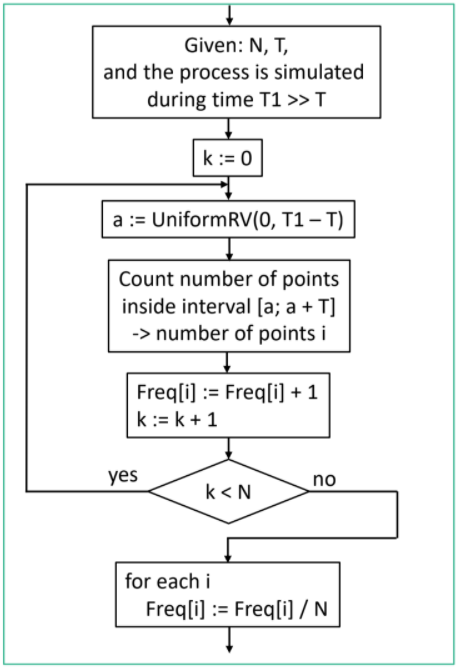 Given: N, T,
and the process is simulated
during time T1 >> T
k := 0
a := UniformRV(0, T1 – T)
Count number of points
inside interval [a; a + T]
-> number of points i
Freq[i] := Freq[i] + 1
k := k + 1
yes
k < N
no
for each i
Freq[i] := Freq[i] / N